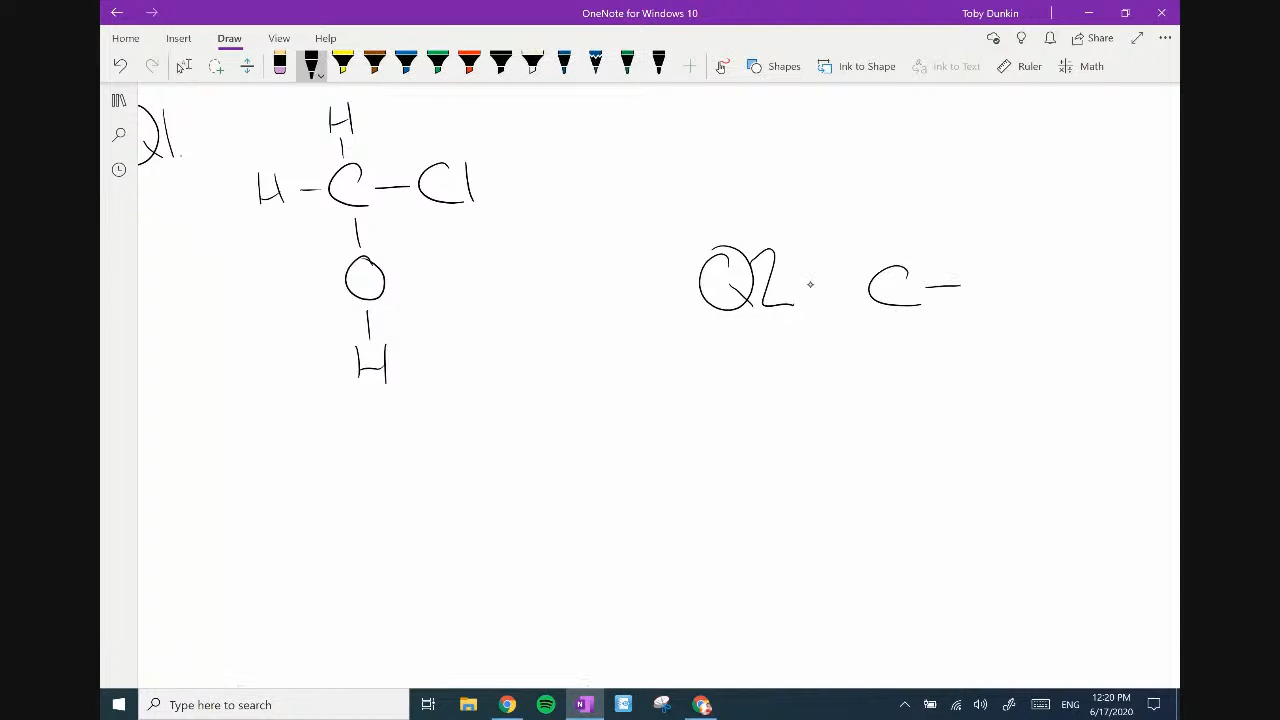 OneNote for Windows 10
Toby Dunkin
Home Insert Draw View Help
Share
Shapes Ink to Shape Ink to Text Ruler Math
Q1.
H
H - C - Cl
O
H
Q2. C -
Type here to search
ENG
12:20 PM
6/17/2020